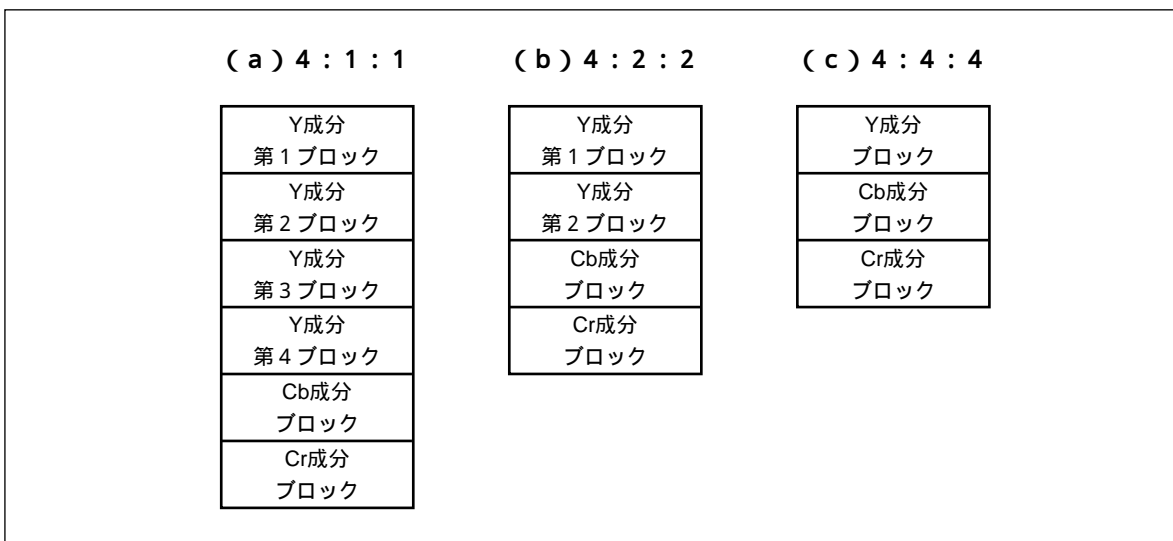 (a)4:1:1
Y成分
第1ブロック
Y成分
第2ブロック
Y成分
第3ブロック
Y成分
第4ブロック
Cb成分
ブロック
Cr成分
ブロック
(b)4:2:2
Y成分
第1ブロック
Y成分
第2ブロック
Cb成分
ブロック
Cr成分
ブロック
(c)4:4:4
Y成分
ブロック
Cb成分
ブロック
Cr成分
ブロック